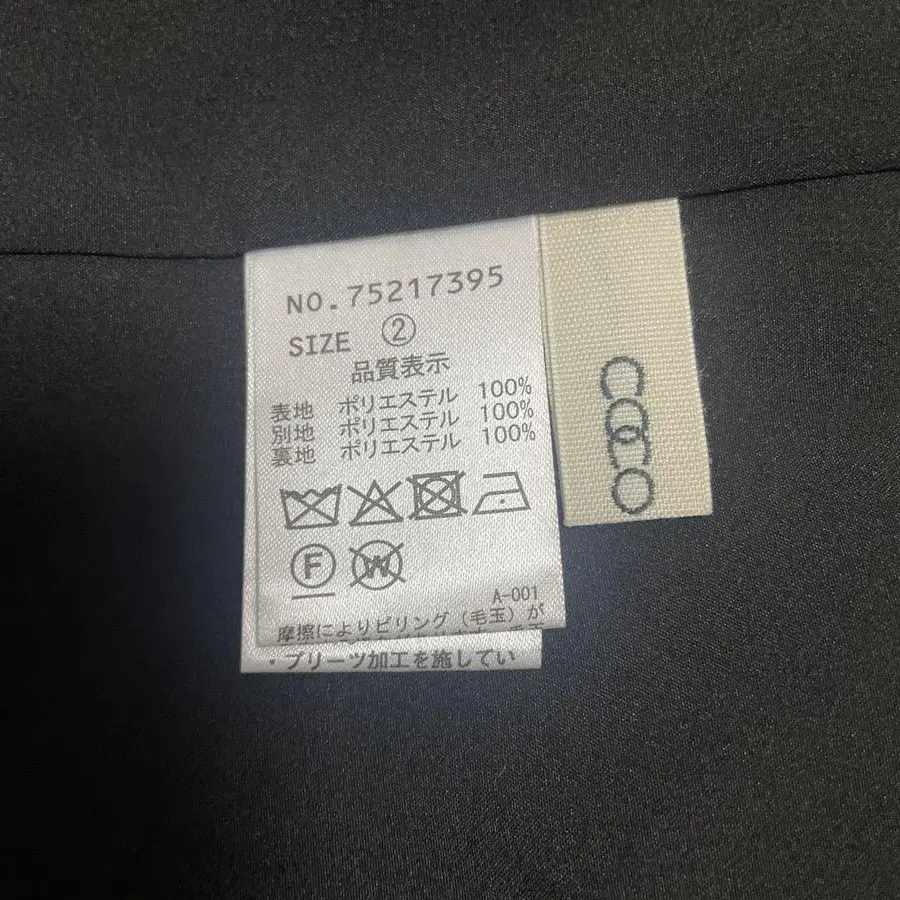 NO.75217395
SIZE ②
品質表示
表地 ポリエステル 100%
別地 ポリエステル 100%
裏地 ポリエステル 100%
F
W
A-001
摩擦によりピリング(毛玉)が
・プリーツ加工を施してい
COCO